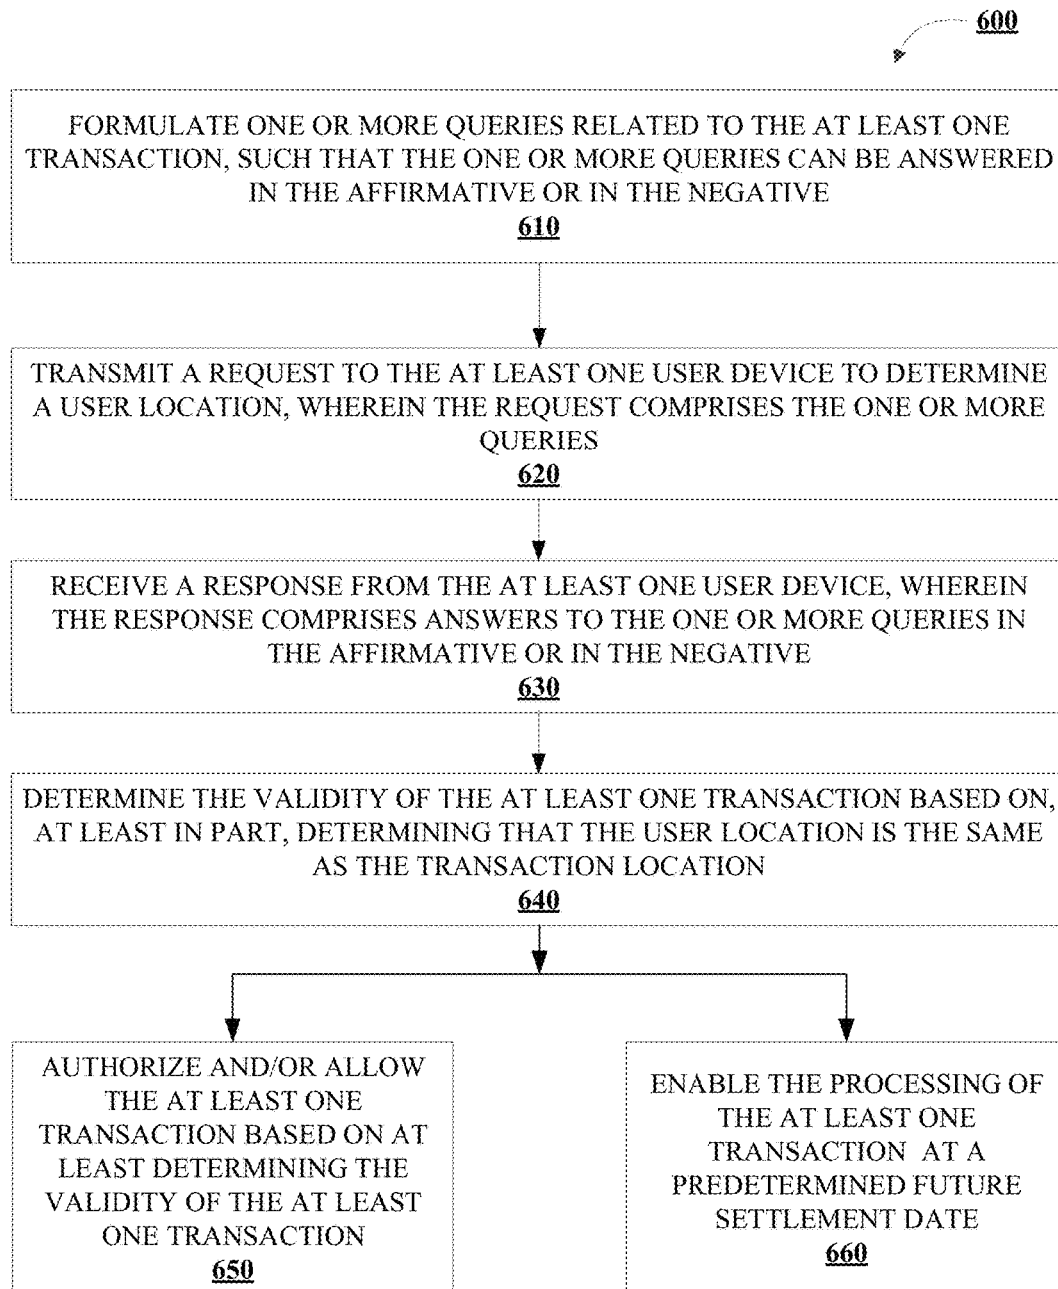 600
FORMULATE ONE OR MORE QUERIES RELATED TO THE AT LEAST ONE
TRANSACTION, SUCH THAT THE ONE OR MORE QUERIES CAN BE ANSWERED
IN THE AFFIRMATIVE OR IN THE NEGATIVE
610
TRANSMIT A REQUEST TO THE AT LEAST ONE USER DEVICE TO DETERMINE
A USER LOCATION, WHEREIN THE REQUEST COMPRISES THE ONE OR MORE
QUERIES
620
RECEIVE A RESPONSE FROM THE AT LEAST ONE USER DEVICE, WHEREIN
THE RESPONSE COMPRISES ANSWERS TO THE ONE OR MORE QUERIES IN
THE AFFIRMATIVE OR IN THE NEGATIVE
630
DETERMINE THE VALIDITY OF THE AT LEAST ONE TRANSACTION BASED ON,
AT LEAST IN PART, DETERMINING THAT THE USER LOCATION IS THE SAME
AS THE TRANSACTION LOCATION
640
AUTHORIZE AND/OR ALLOW
THE AT LEAST ONE
TRANSACTION BASED ON AT
LEAST DETERMINING THE
VALIDITY OF THE AT LEAST
ONE TRANSACTION
650
ENABLE THE PROCESSING OF
THE AT LEAST ONE
TRANSACTION AT A
PREDETERMINED FUTURE
SETTLEMENT DATE
660